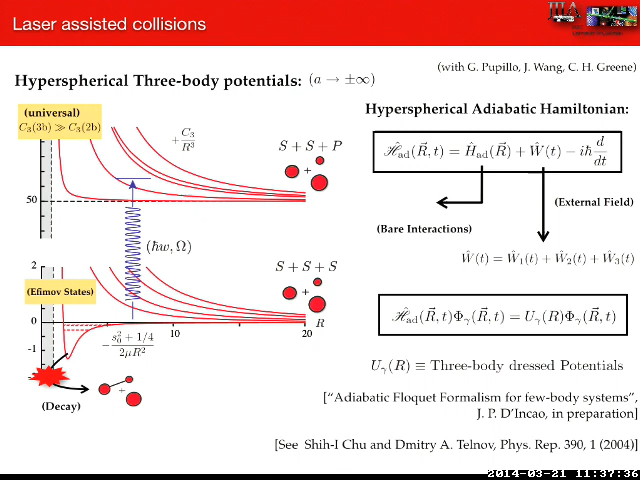 Laser assisted collisions
(with G. Pupillo, J. Wang, C. H. Greene)
Hyperspherical Three-body potentials: (a → ±∞)
(universal)
C₃(3b) ≫ C₃(2b)
+ C₃/R³
S + S + P
+
50
(ħw, Ω)
2
(Efimov States)
S + S + S
+
0
10
20
R
-1
− (s₀² + 1/4)/(2μR²)
(Decay)
+
Hyperspherical Adiabatic Hamiltonian:
ℋ̂_ad(R⃗, t) = Ĥ_ad(R⃗) + Ŵ(t) − iħ d/dt
(External Field)
(Bare Interactions)
Ŵ(t) = Ŵ₁(t) + Ŵ₂(t) + Ŵ₃(t)
ℋ̂_ad(R⃗, t)Φ_γ(R⃗, t) = U_γ(R)Φ_γ(R⃗, t)
U_γ(R) ≡ Three-body dressed Potentials
["Adiabatic Floquet Formalism for few-body systems",
J. P. D'Incao, in preparation]
[See Shih-I Chu and Dmitry A. Telnov, Phys. Rep. 390, 1 (2004)]
2014-03-21 11:37:36